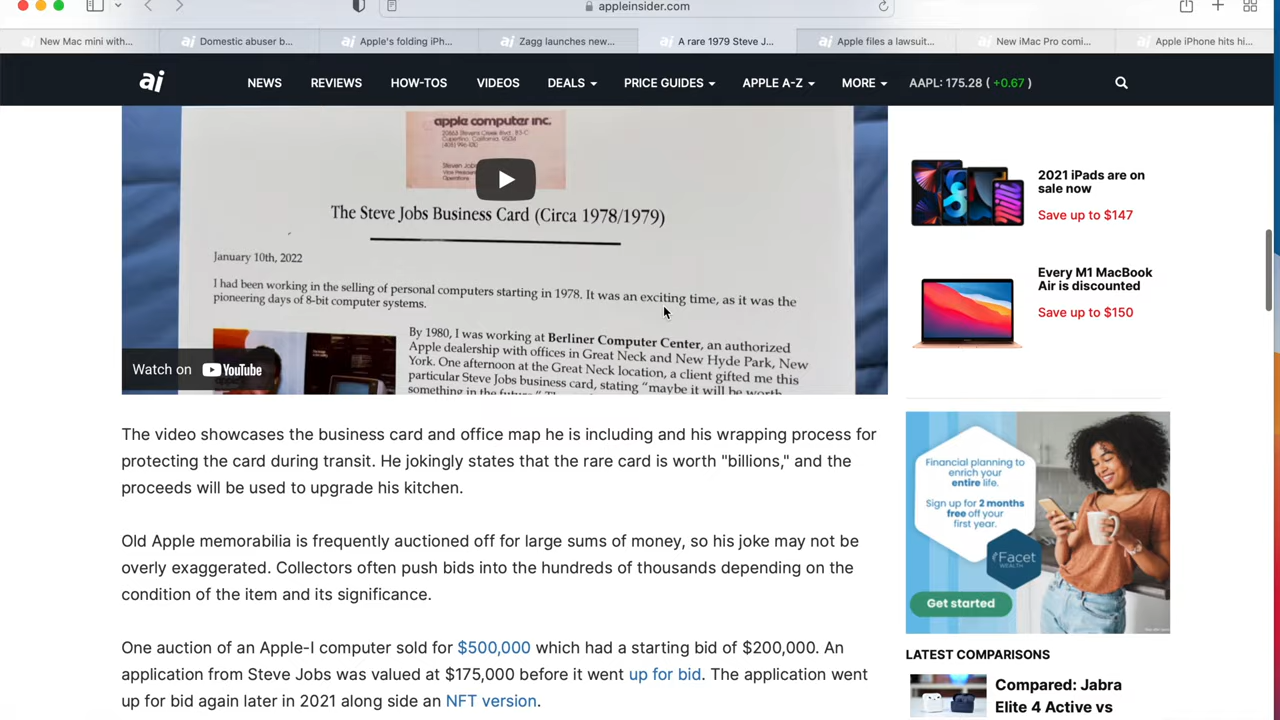 appleinsider.com
New Mac mini with...
Domestic abuser b...
Apple's folding iPh...
Zagg launches new...
A rare 1979 Steve J...
Apple files a lawsuit...
New iMac Pro comi...
Apple iPhone hits hi...
ai
NEWS
REVIEWS
HOW-TOS
VIDEOS
DEALS
PRICE GUIDES
APPLE A-Z
MORE
AAPL: 175.28 ( +0.67 )
apple computer inc.
20863 Stevens Creek Blvd. B3-C
Cupertino, California 95014
Steven Jobs
Operations
The Steve Jobs Business Card (Circa 1978/1979)
January 10th, 2022
I had been working in the selling of personal computers starting in 1978. It was an exciting time, as it was the
pioneering days of 8-bit computer systems.
By 1980, I was working at Berliner Computer Center, an authorized
Apple dealership with offices in Great Neck and New Hyde Park, New
York. One afternoon at the Great Neck location, a client gifted me this
particular Steve Jobs business card, stating "maybe it will be worth
something in the future."
Watch on YouTube
The video showcases the business card and office map he is including and his wrapping process for
protecting the card during transit. He jokingly states that the rare card is worth "billions," and the
proceeds will be used to upgrade his kitchen.
Old Apple memorabilia is frequently auctioned off for large sums of money, so his joke may not be
overly exaggerated. Collectors often push bids into the hundreds of thousands depending on the
condition of the item and its significance.
One auction of an Apple-I computer sold for $500,000 which had a starting bid of $200,000. An
application from Steve Jobs was valued at $175,000 before it went up for bid. The application went
up for bid again later in 2021 along side an NFT version.
2021 iPads are on
sale now
Save up to $147
Every M1 MacBook
Air is discounted
Save up to $150
Financial planning to
enrich your
entire life.
Sign up for 2 months
free off your
first year.
Facet
WEALTH
Get started
LATEST COMPARISONS
Compared: Jabra
Elite 4 Active vs